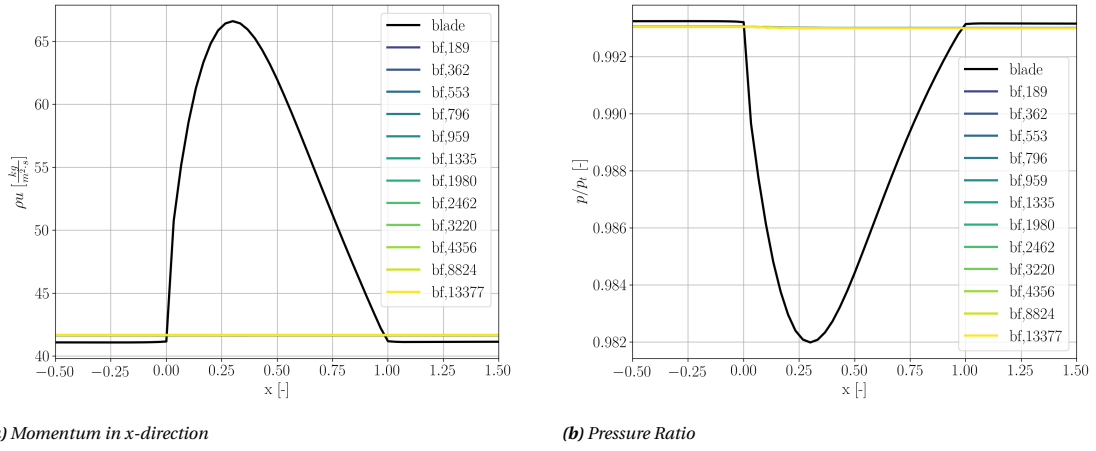 65
60
55
50
45
40
ρu [kg/m²·s]
−0.50 −0.25 0.00 0.25 0.50 0.75 1.00 1.25 1.50
x [-]
blade
bf,189
bf,362
bf,553
bf,796
bf,959
bf,1335
bf,1980
bf,2462
bf,3220
bf,4356
bf,8824
bf,13377
) Momentum in x-direction
0.992
0.990
0.988
0.986
0.984
0.982
p/pt [-]
−0.50 −0.25 0.00 0.25 0.50 0.75 1.00 1.25 1.50
x [-]
blade
bf,189
bf,362
bf,553
bf,796
bf,959
bf,1335
bf,1980
bf,2462
bf,3220
bf,4356
bf,8824
bf,13377
(b) Pressure Ratio